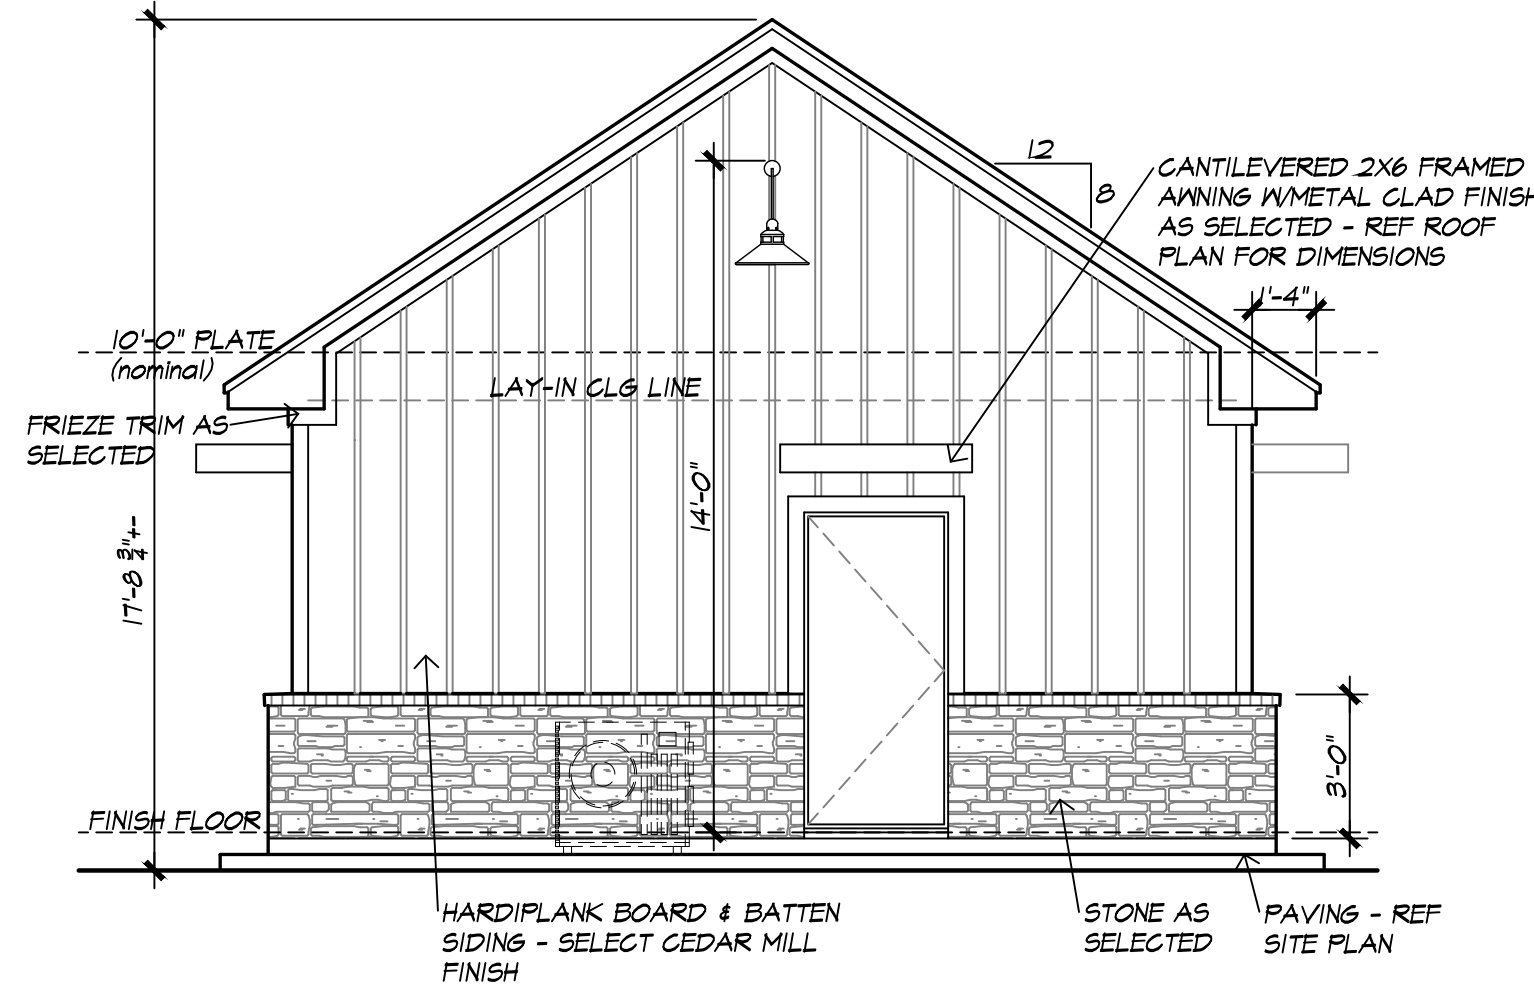 12
8
CANTILEVERED 2X6 FRAMED
AWNING W/METAL CLAD FINISH
AS SELECTED - REF ROOF
PLAN FOR DIMENSIONS
1'-4"
10'-0" PLATE
(nominal)
LAY-IN CLG LINE
FRIEZE TRIM AS
SELECTED
14'-0"
17'-8 3/4"+-
3'-0"
FINISH FLOOR
HARDIPLANK BOARD & BATTEN
SIDING - SELECT CEDAR MILL
FINISH
STONE AS
SELECTED
PAVING - REF
SITE PLAN